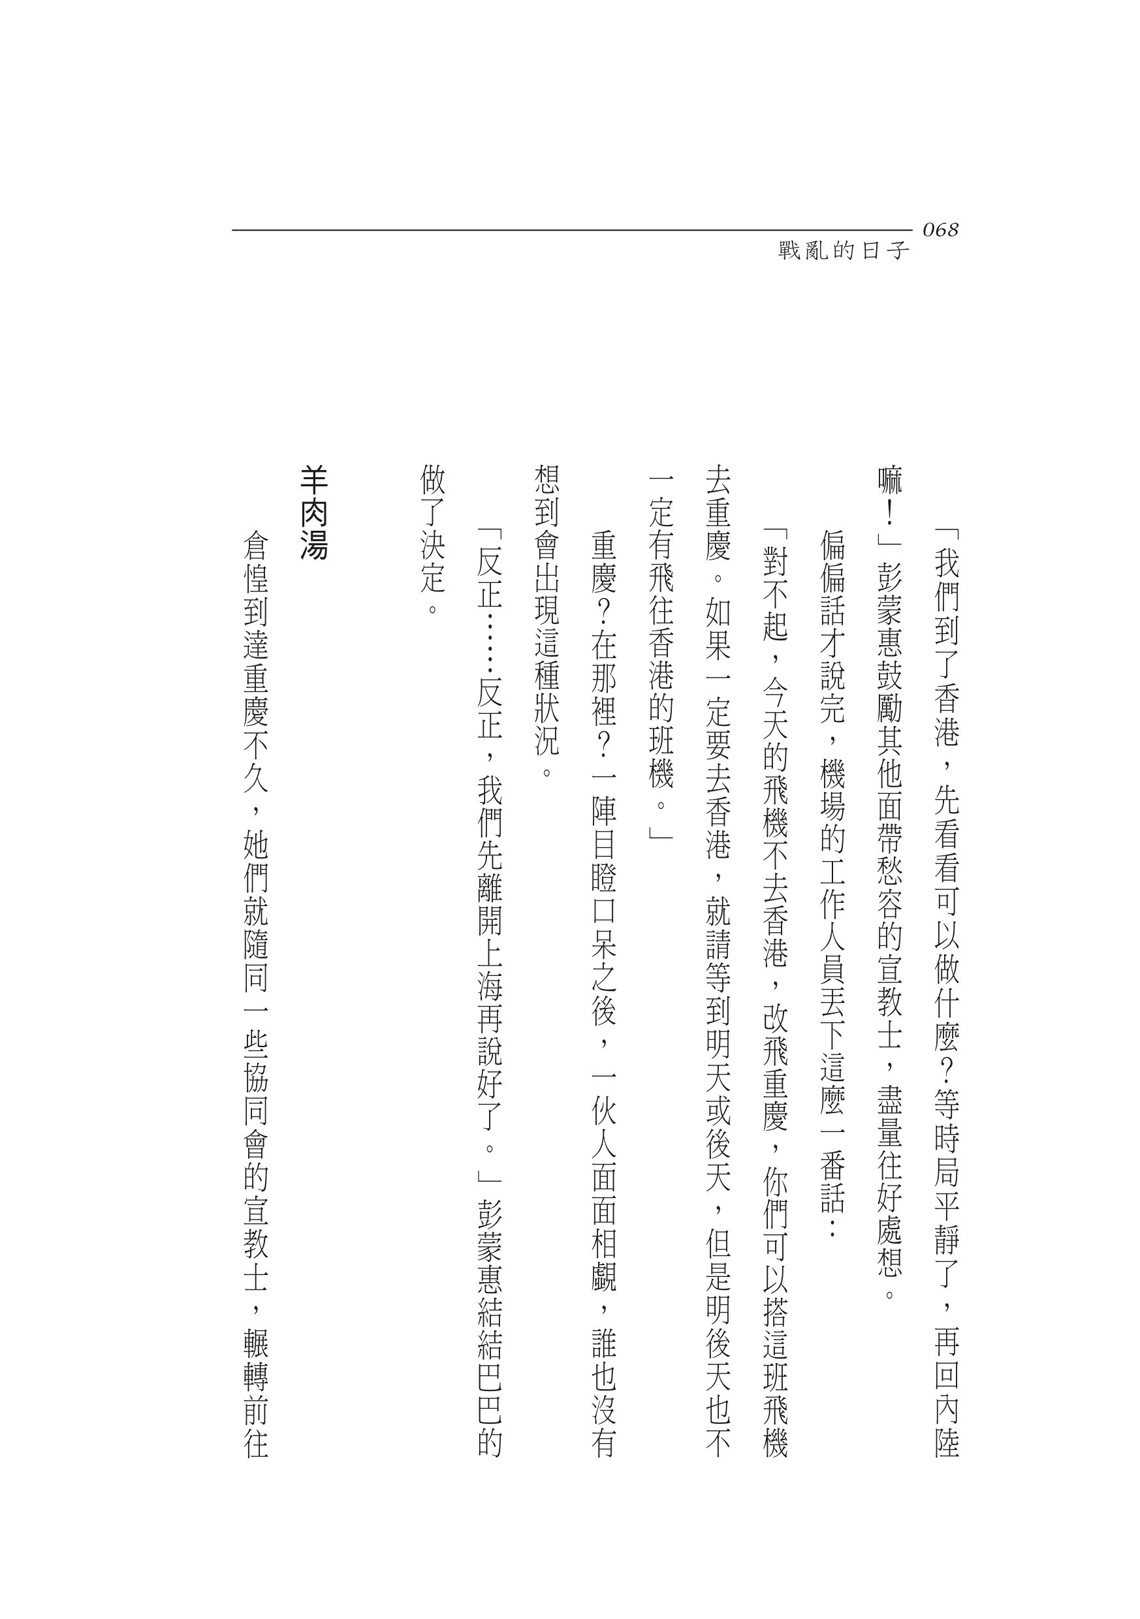 068
戰亂的日子
「我們到了香港，先看看可以做什麼？等時局平靜了，再回內陸
嘛！」彭蒙惠鼓勵其他面帶愁容的宣教士，盡量往好處想。
偏偏話才說完，機場的工作人員丟下這麼一番話：
「對不起，今天的飛機不去香港，改飛重慶，你們可以搭這班飛機
去重慶。如果一定要去香港，就請等到明天或後天，但是明後天也不
一定有飛往香港的班機。」
重慶？在那裡？一陣目瞪口呆之後，一伙人面面相覷，誰也沒有
想到會出現這種狀況。
「反正……反正，我們先離開上海再說好了。」彭蒙惠結結巴巴的
做了決定。
羊肉湯
倉惶到達重慶不久，她們就隨同一些協同會的宣教士，輾轉前往